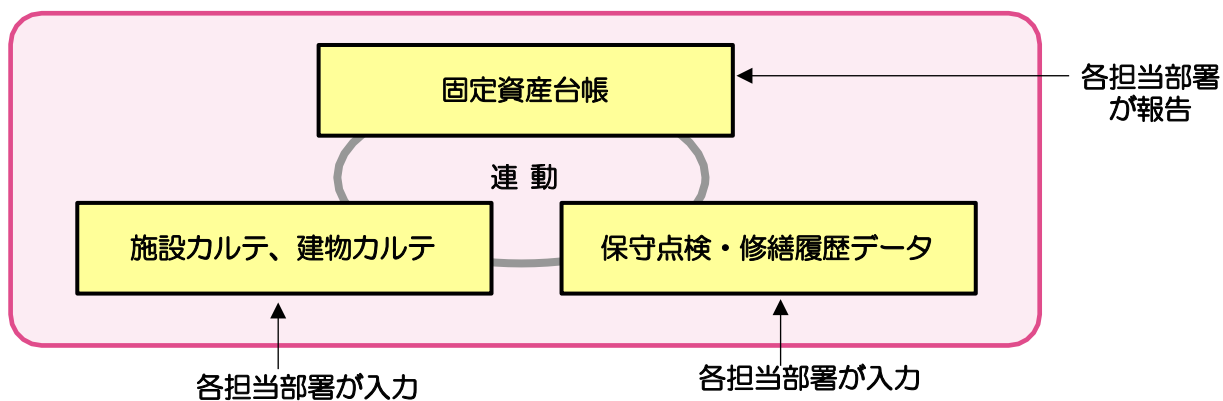 固定資産台帳
各担当部署
が報告
連 動
施設カルテ、建物カルテ
保守点検・修繕履歴データ
各担当部署が入力
各担当部署が入力